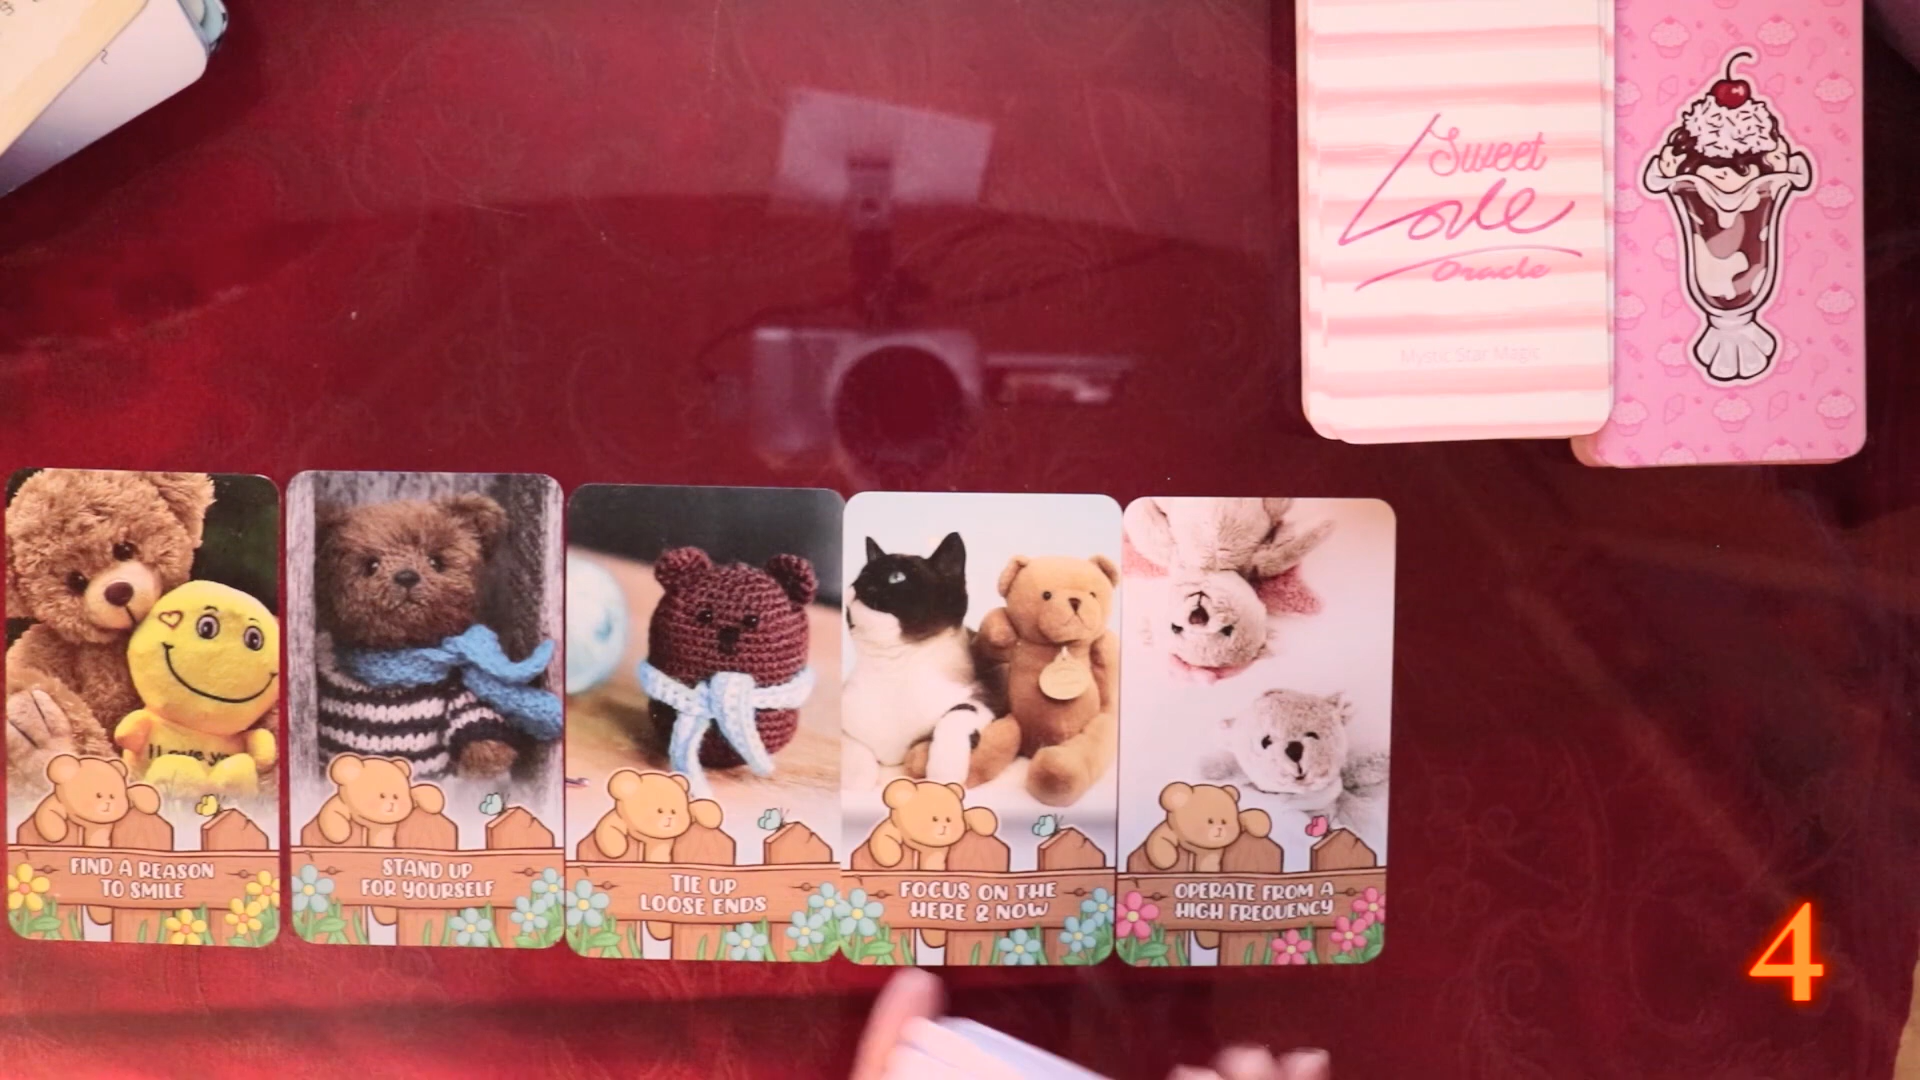 Sweet
Love
Oracle
Mystic Star Magic
FIND A REASON
TO SMILE
STAND UP
FOR YOURSELF
TIE UP
LOOSE ENDS
FOCUS ON THE
HERE & NOW
OPERATE FROM A
HIGH FREQUENCY
4